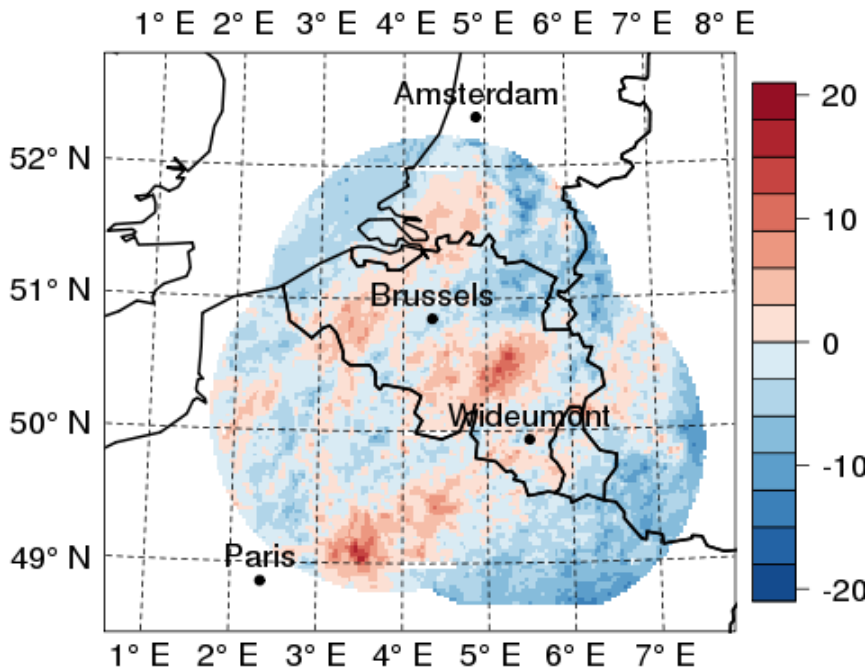 1° E 2° E 3° E 4° E 5° E 6° E 7° E 8° E
20
Amsterdam
52° N
10
51° N
Brussels
0
50° N
Wideumont
-10
49° N
Paris
-20
1° E 2° E 3° E 4° E 5° E 6° E 7° E